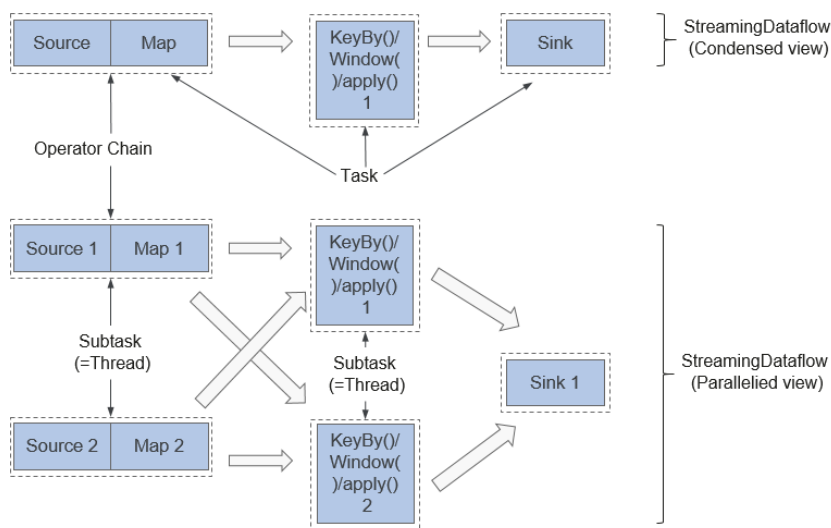 Source
Map
KeyBy()/
Window(
)/apply()
1
Sink
StreamingDataflow
(Condensed view)
Operator Chain
Task
Source 1
Map 1
KeyBy()/
Window(
)/apply()
1
Subtask
(=Thread)
Subtask
(=Thread)
Sink 1
StreamingDataflow
(Parallelied view)
Source 2
Map 2
KeyBy()/
Window(
)/apply()
2